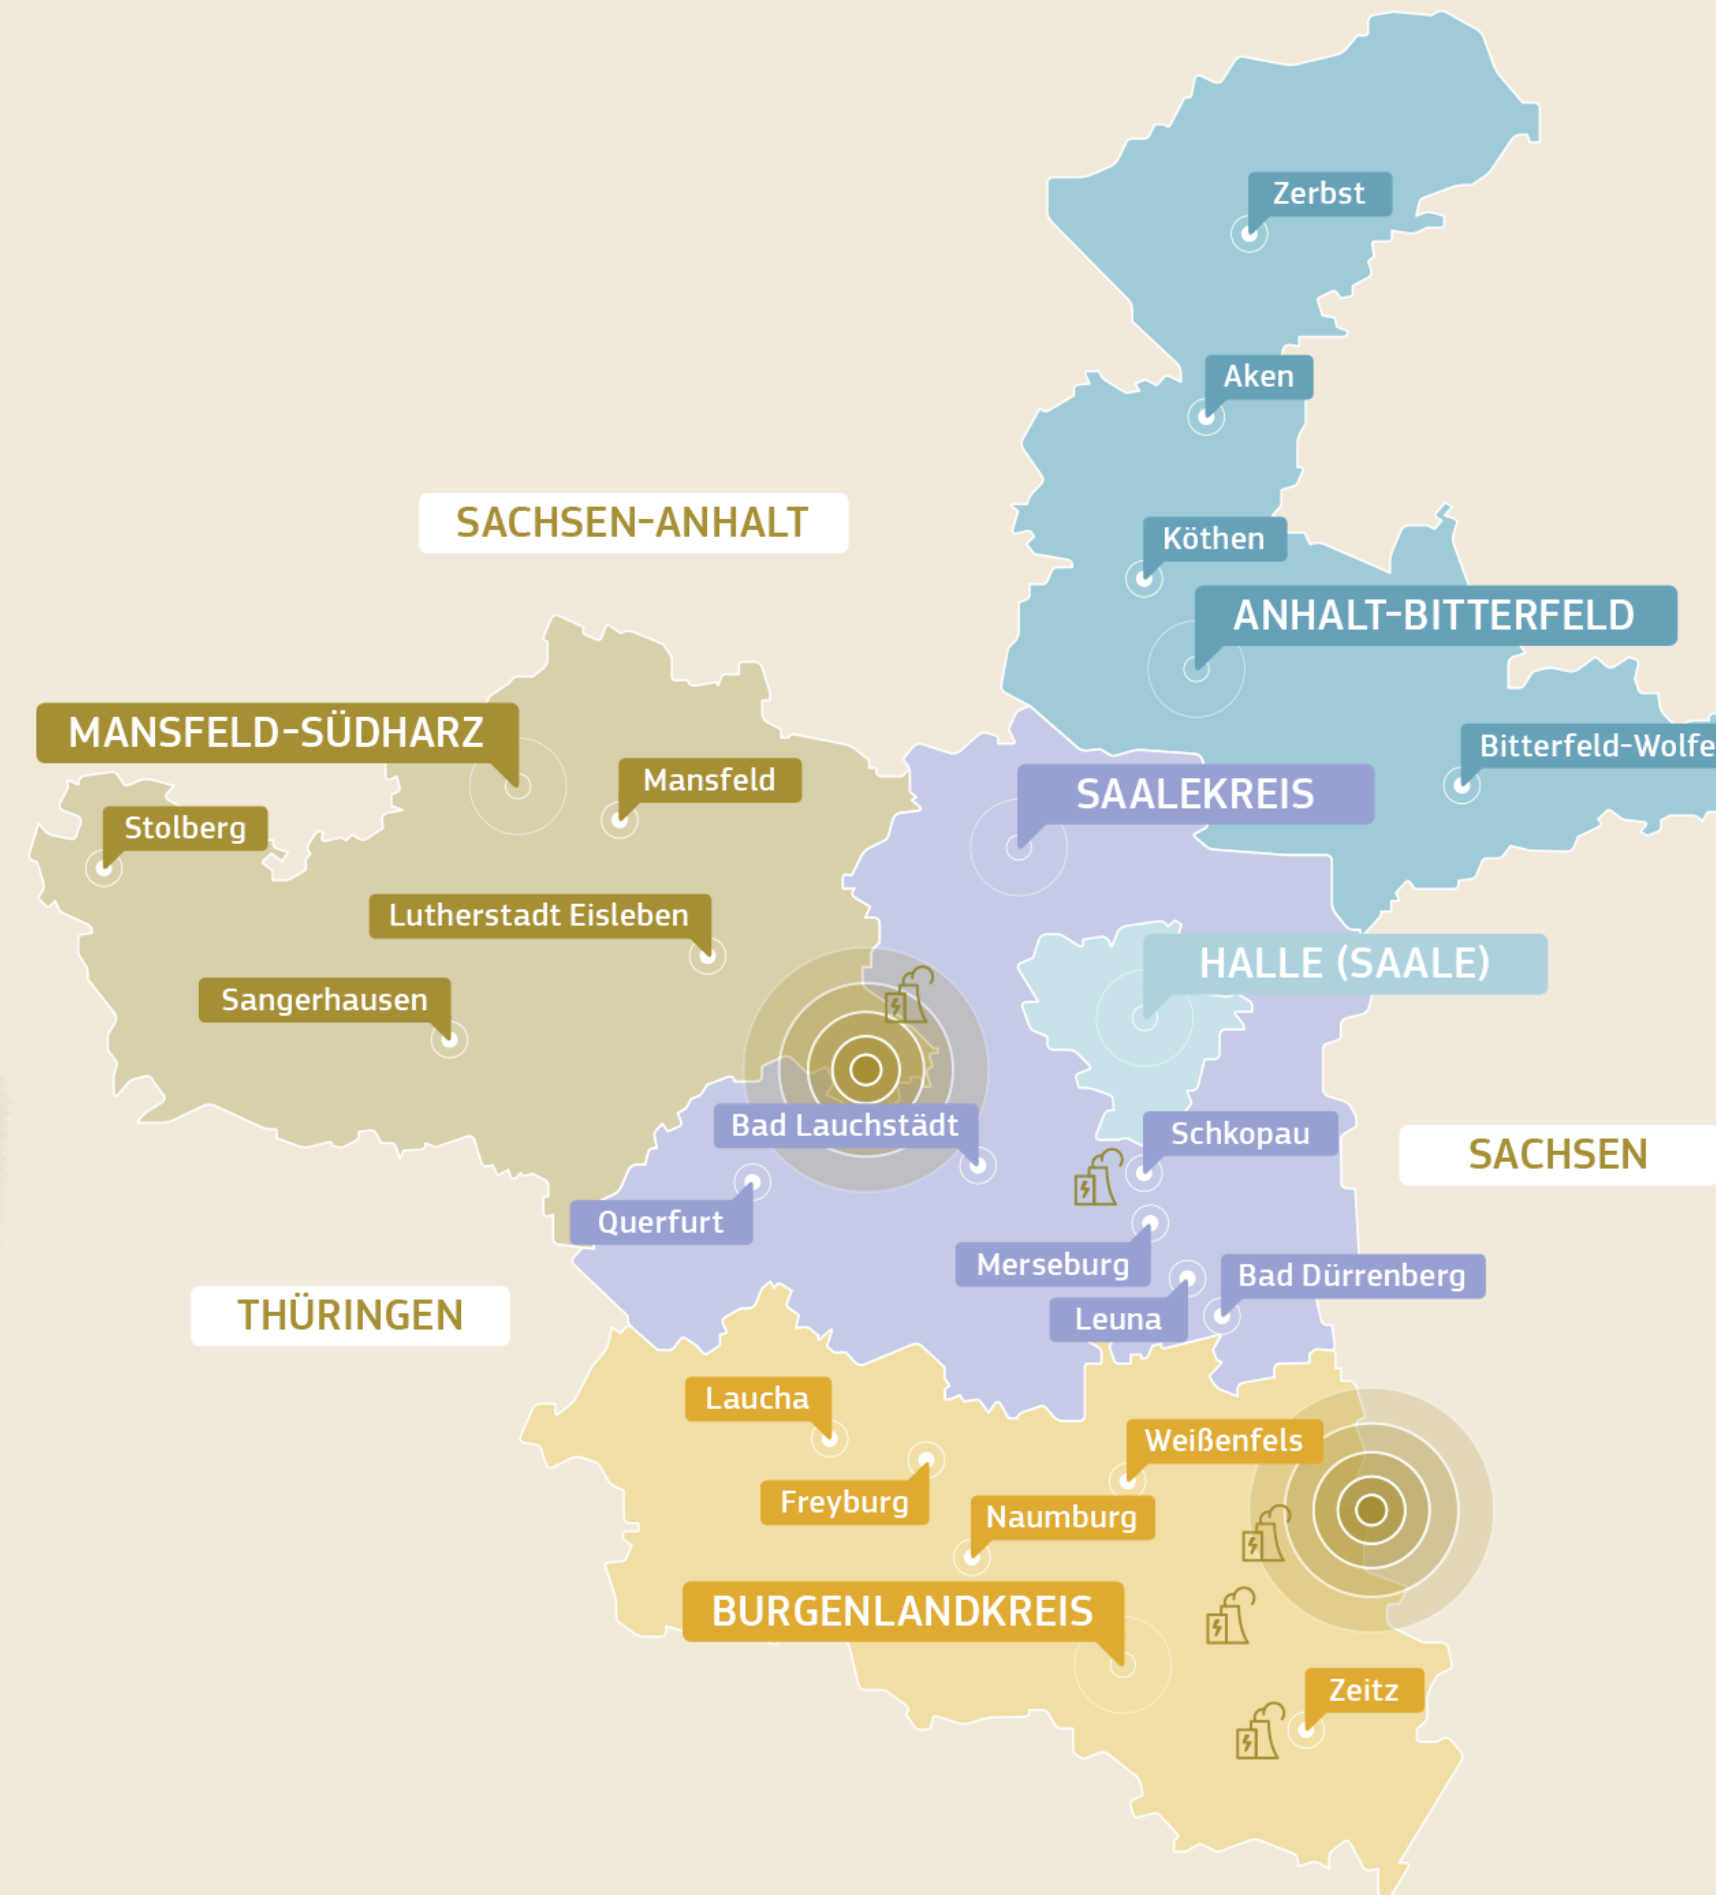 Zerbst
Aken
SACHSEN-ANHALT
Köthen
ANHALT-BITTERFELD
MANSFELD-SÜDHARZ
Bitterfeld-Wolfe
Mansfeld
SAALEKREIS
Stolberg
Lutherstadt Eisleben
HALLE (SAALE)
Sangerhausen
Bad Lauchstädt
Schkopau
SACHSEN
Querfurt
Merseburg
Bad Dürrenberg
THÜRINGEN
Leuna
Laucha
Weißenfels
Freyburg
Naumburg
BURGENLANDKREIS
Zeitz